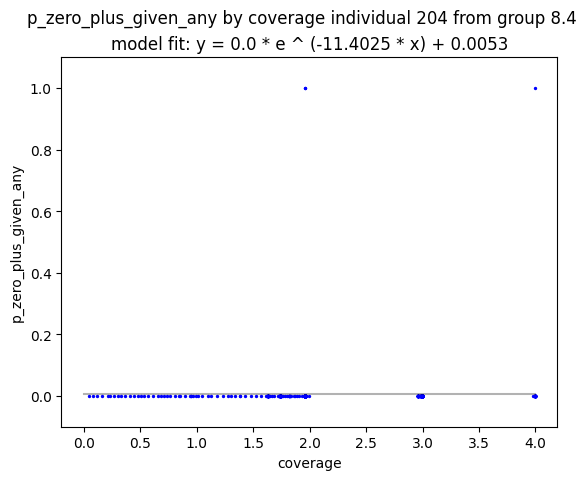 p_zero_plus_given_any by coverage individual 204 from group 8.4
model fit: y = 0.0 * e ^ (-11.4025 * x) + 0.0053
1.0
0.8
0.6
0.4
0.2
0.0
p_zero_plus_given_any
0.0 0.5 1.0 1.5 2.0 2.5 3.0 3.5 4.0
coverage